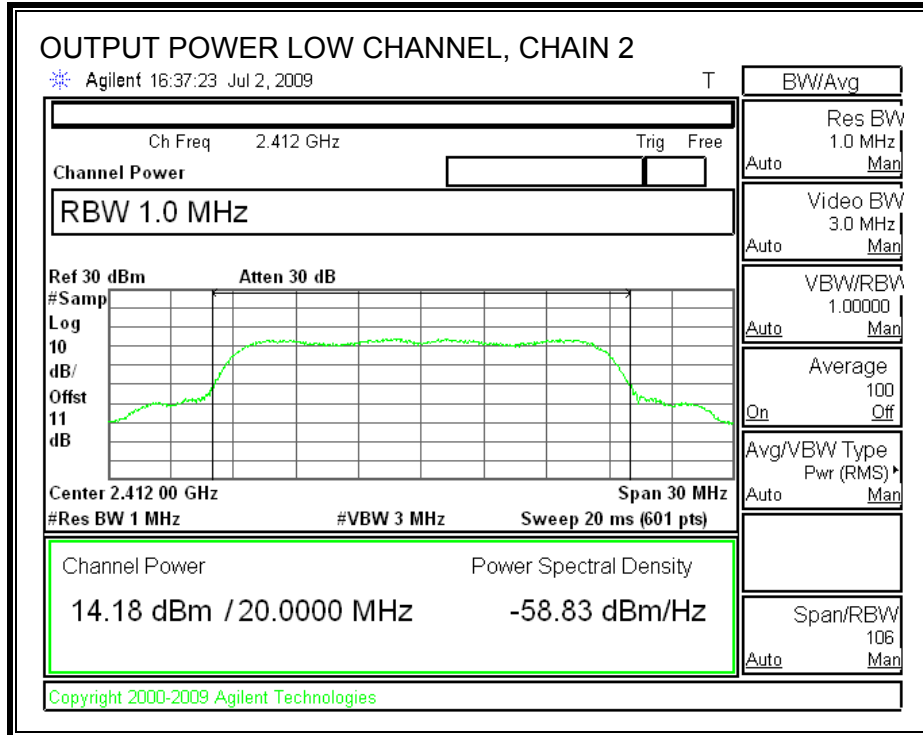 OUTPUT POWER LOW CHANNEL, CHAIN 2
Agilent 16:37:23 Jul 2, 2009 T
Ch Freq 2.412 GHz Trig Free
Channel Power
RBW 1.0 MHz
Ref 30 dBm Atten 30 dB
#Samp
Log
10
dB/
Offst
11
dB
Center 2.412 00 GHz Span 30 MHz
#Res BW 1 MHz #VBW 3 MHz Sweep 20 ms (601 pts)
Channel Power Power Spectral Density
14.18 dBm / 20.0000 MHz -58.83 dBm/Hz
Copyright 2000-2009 Agilent Technologies
BW/Avg
Res BW
1.0 MHz
Auto Man
Video BW
3.0 MHz
Auto Man
VBW/RBW
1.00000
Auto Man
Average
100
On Off
Avg/VBW Type
Pwr (RMS)
Auto Man
Span/RBW
106
Auto Man